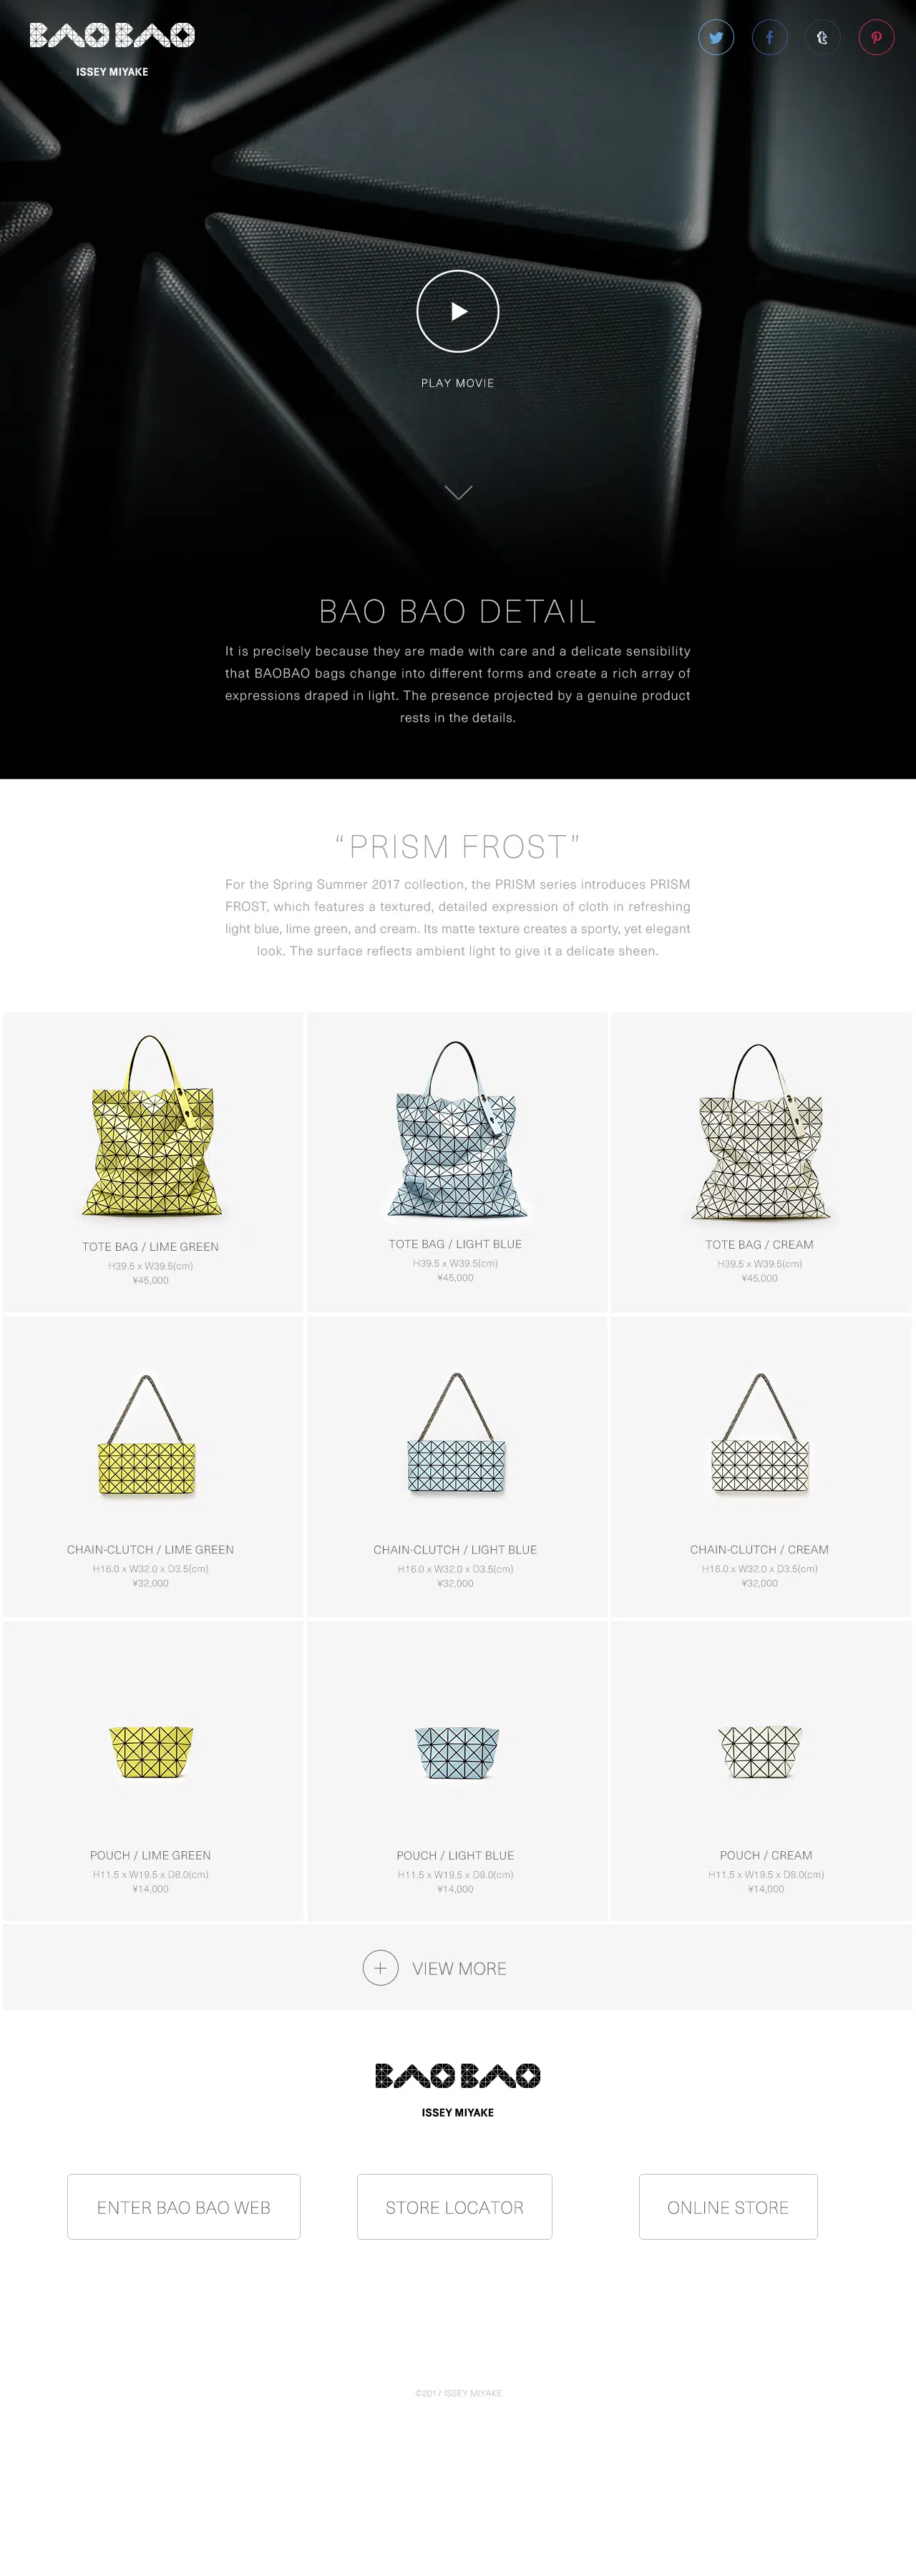 BAO BAO
ISSEY MIYAKE
PLAY MOVIE
BAO BAO DETAIL
It is precisely because they are made with care and a delicate sensibility
that BAOBAO bags change into different forms and create a rich array of
expressions draped in light. The presence projected by a genuine product
rests in the details.
“PRISM FROST”
For the Spring Summer 2017 collection, the PRISM series introduces PRISM
FROST, which features a textured, detailed expression of cloth in refreshing
light blue, lime green, and cream. Its matte texture creates a sporty, yet elegant
look. The surface reflects ambient light to give it a delicate sheen.
TOTE BAG / LIME GREEN
H39.5 x W39.5(cm)
¥45,000
TOTE BAG / LIGHT BLUE
H39.5 x W39.5(cm)
¥45,000
TOTE BAG / CREAM
H39.5 x W39.5(cm)
¥45,000
CHAIN-CLUTCH / LIME GREEN
H16.0 x W32.0 x D3.5(cm)
¥32,000
CHAIN-CLUTCH / LIGHT BLUE
H16.0 x W32.0 x D3.5(cm)
¥32,000
CHAIN-CLUTCH / CREAM
H16.0 x W32.0 x D3.5(cm)
¥32,000
POUCH / LIME GREEN
H11.5 x W19.5 x D8.0(cm)
¥14,000
POUCH / LIGHT BLUE
H11.5 x W19.5 x D8.0(cm)
¥14,000
POUCH / CREAM
H11.5 x W19.5 x D8.0(cm)
¥14,000
VIEW MORE
BAO BAO
ISSEY MIYAKE
ENTER BAO BAO WEB
STORE LOCATOR
ONLINE STORE
©2017 ISSEY MIYAKE